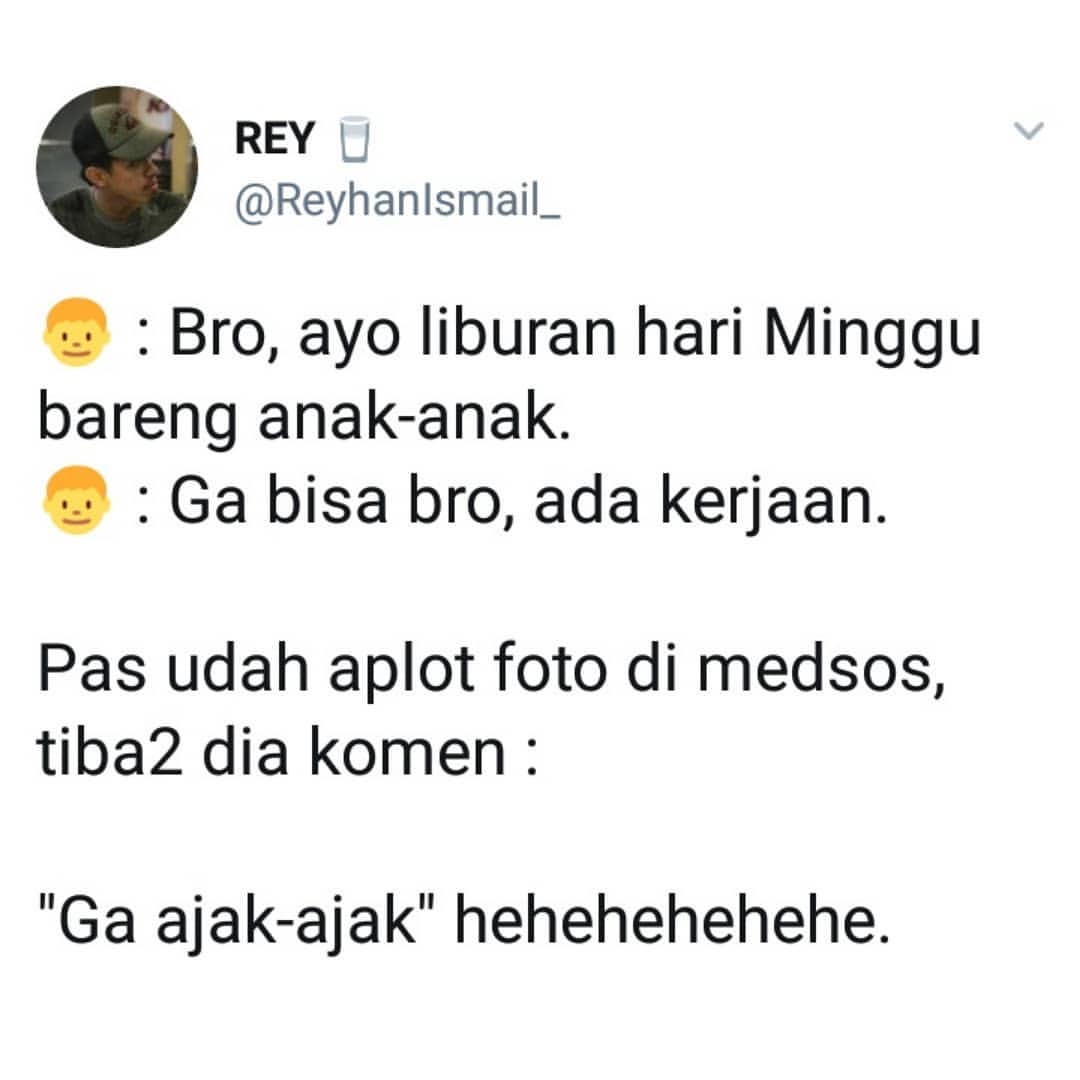 REY 🥛
@ReyhanIsmail_
👦 : Bro, ayo liburan hari Minggu
bareng anak-anak.
👦 : Ga bisa bro, ada kerjaan.
Pas udah aplot foto di medsos,
tiba2 dia komen :
"Ga ajak-ajak" hehehehehehe.